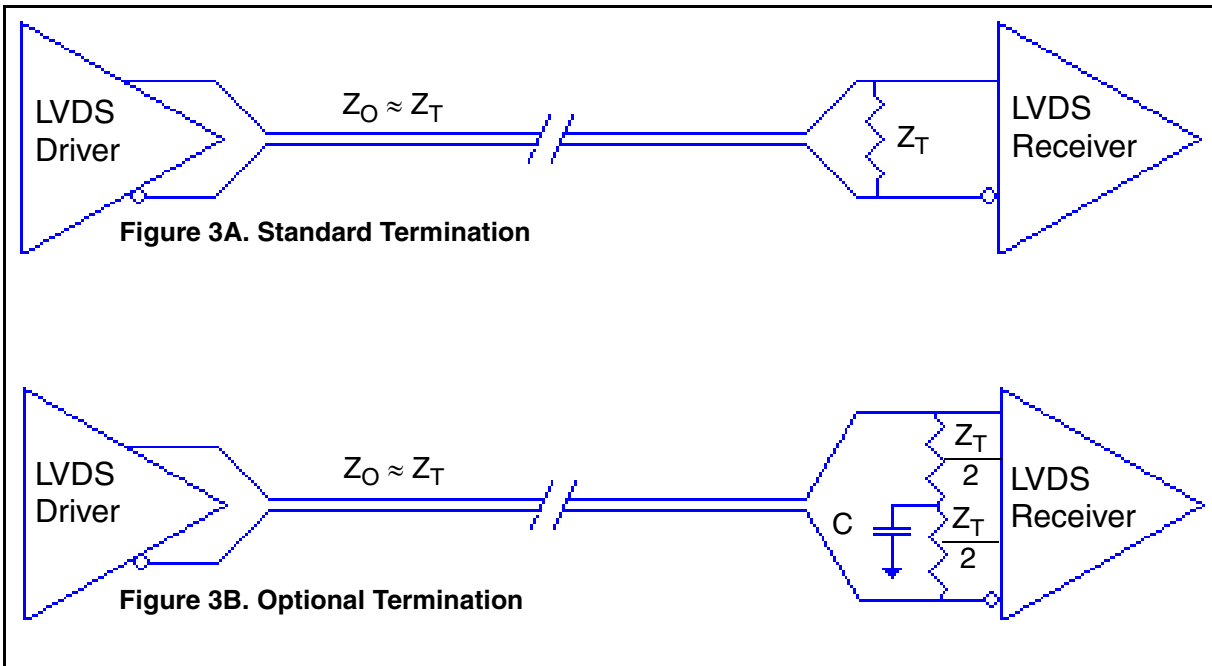 LVDS
Driver
Z_O ≈ Z_T
Z_T
LVDS
Receiver
Figure 3A. Standard Termination
LVDS
Driver
Z_O ≈ Z_T
C
Z_T
2
Z_T
2
LVDS
Receiver
Figure 3B. Optional Termination